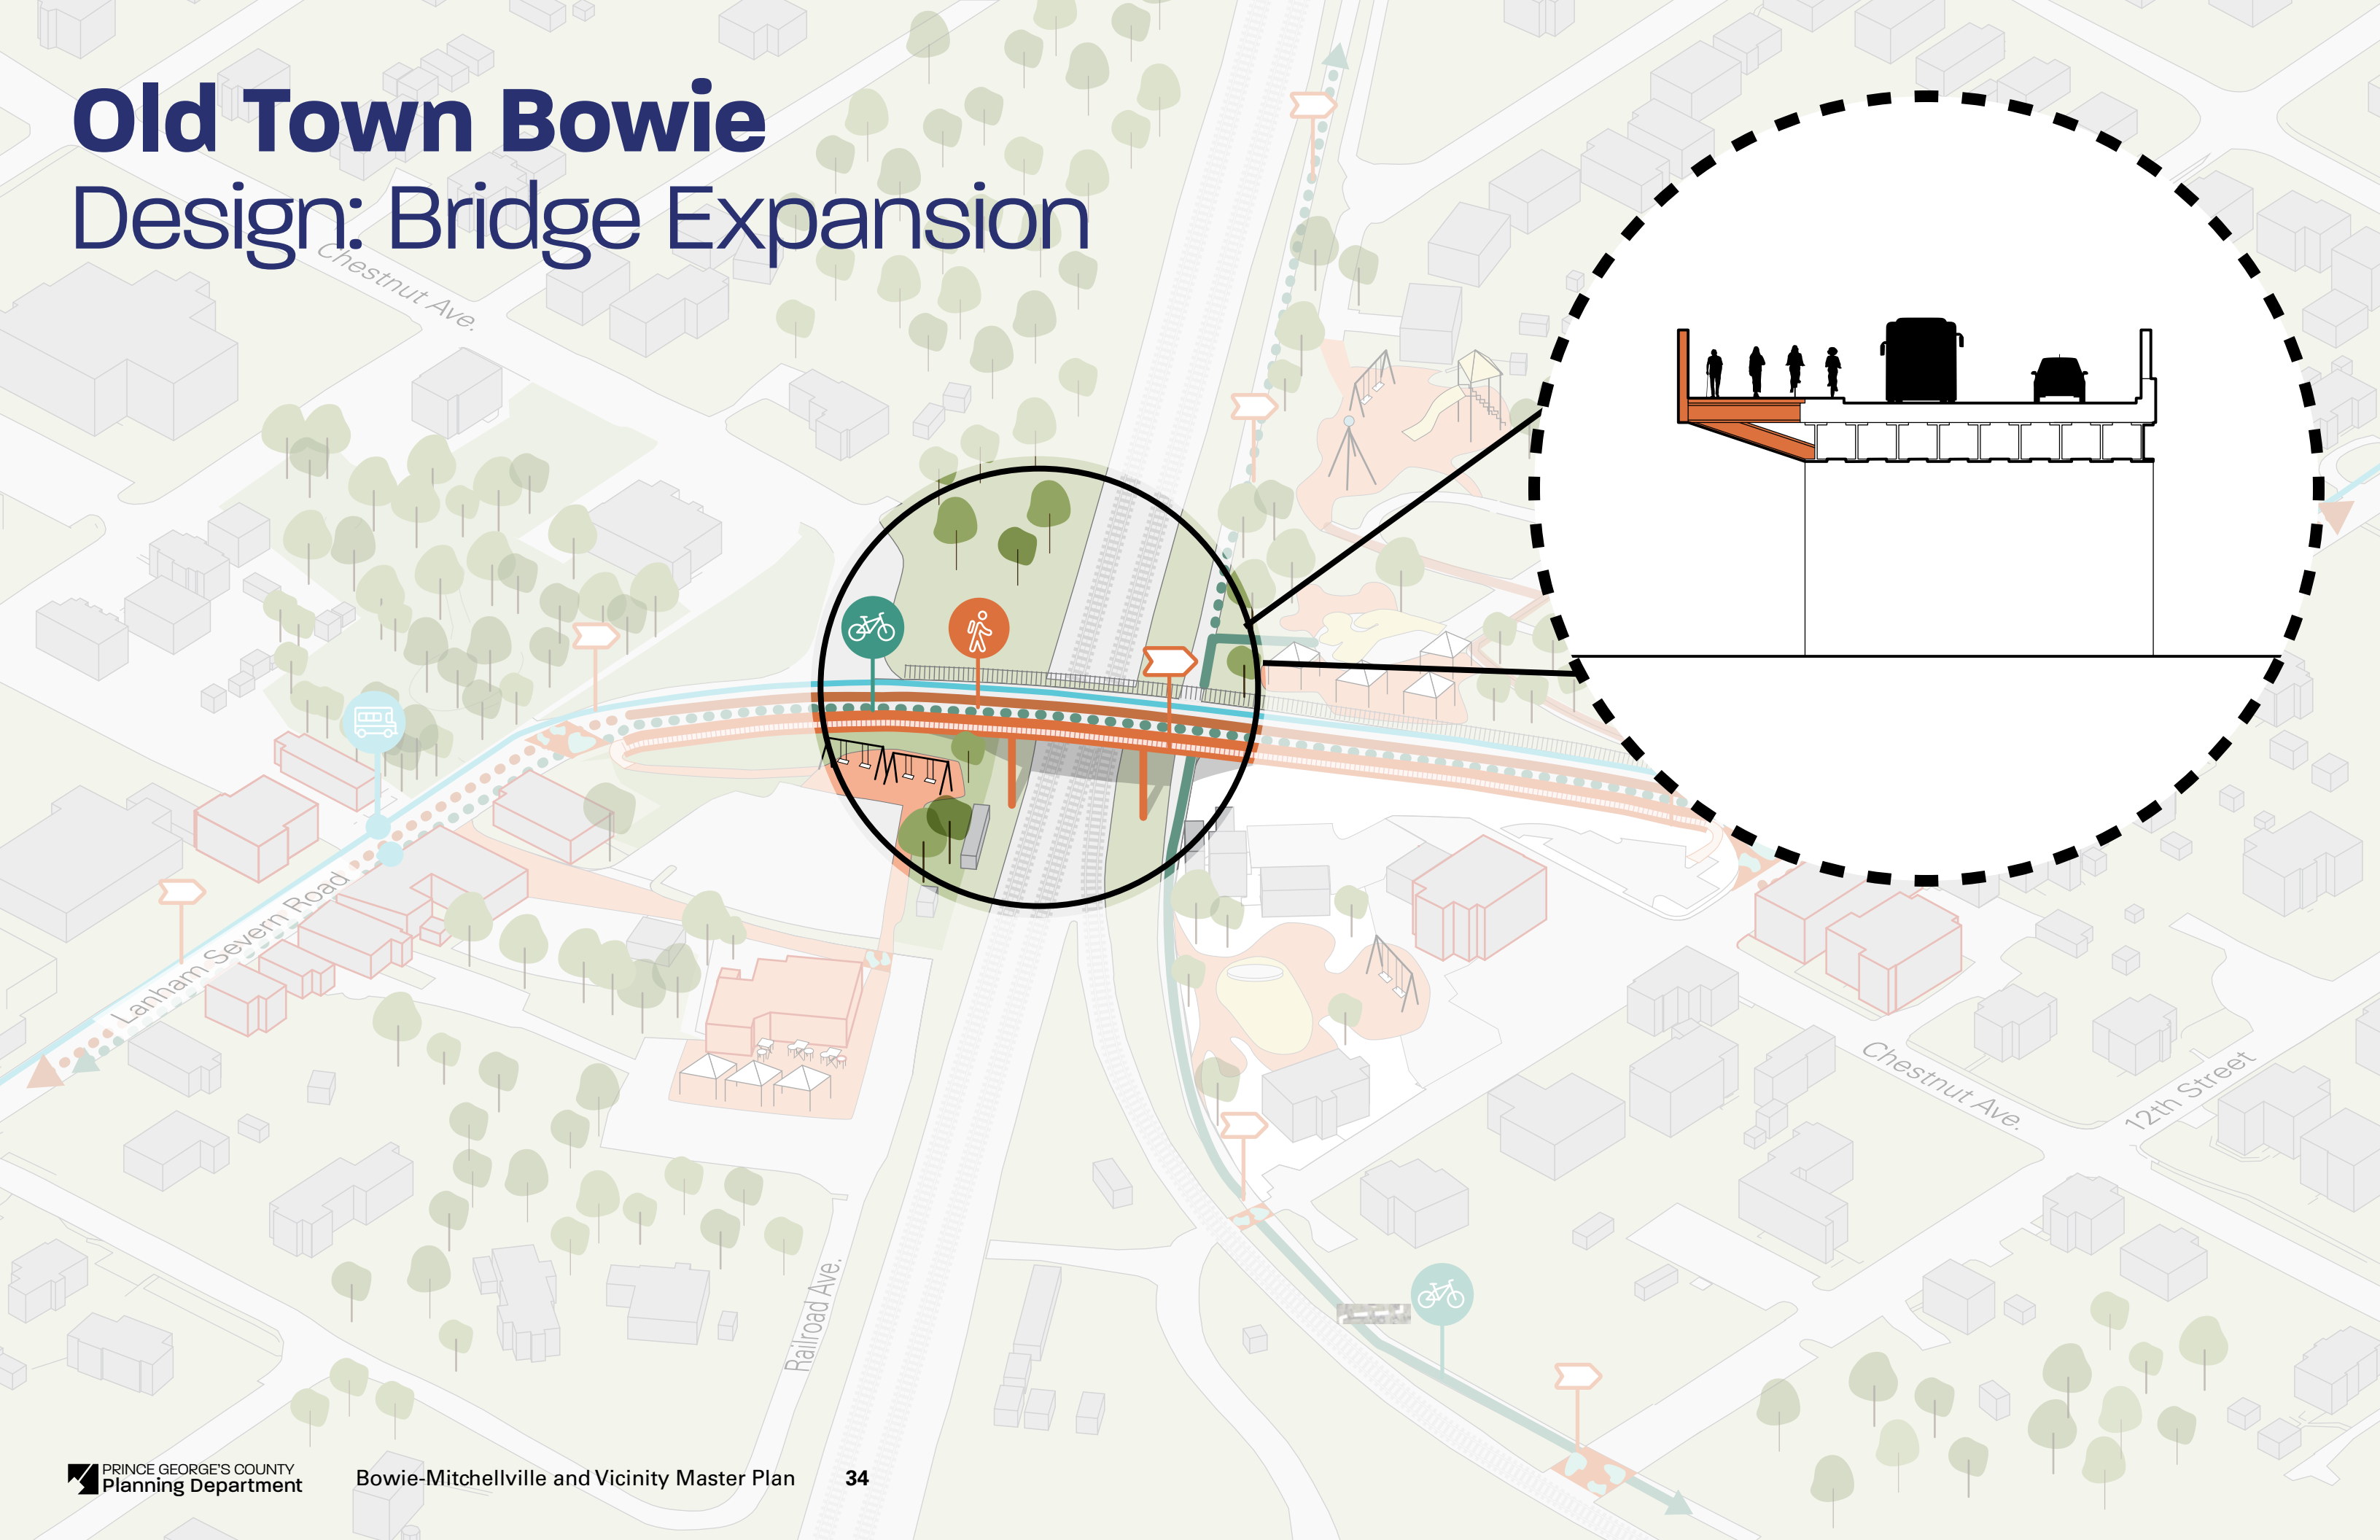 Old Town Bowie
Design: Bridge Expansion
Chestnut Ave.
Lanham Severn Road
Chestnut Ave.
12th Street
Railroad Ave.
PRINCE GEORGE'S COUNTY
Planning Department
Bowie-Mitchellville and Vicinity Master Plan
34